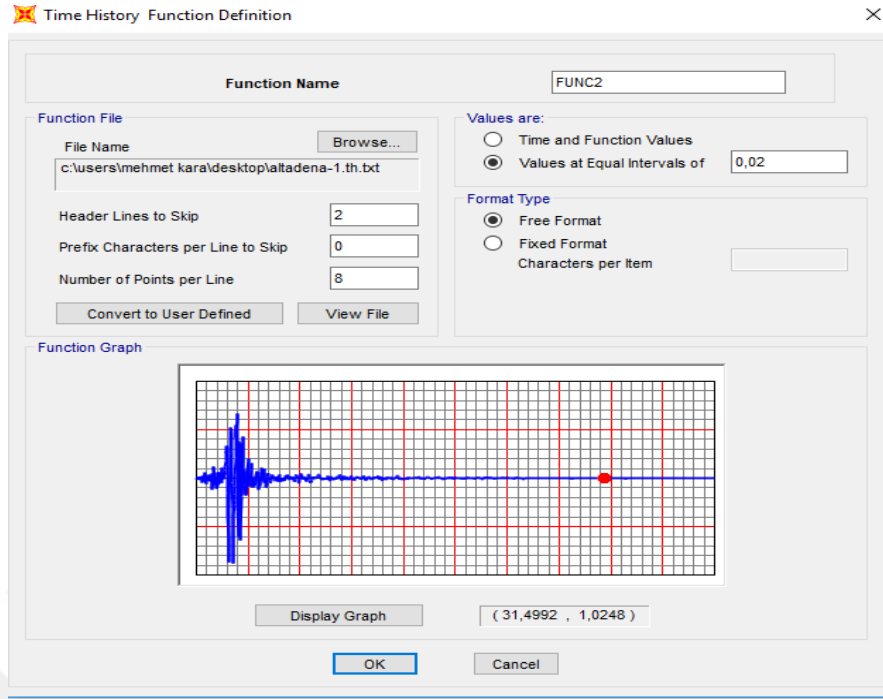 Time History Function Definition
Function Name
FUNC2
Function File
File Name
Browse...
c:\users\mehmet kara\desktop\altadena-1.th.txt
Header Lines to Skip
2
Prefix Characters per Line to Skip
0
Number of Points per Line
8
Convert to User Defined
View File
Values are:
Time and Function Values
Values at Equal Intervals of
0,02
Format Type
Free Format
Fixed Format
Characters per Item
Function Graph
Display Graph
( 31,4992 , 1,0248 )
OK
Cancel